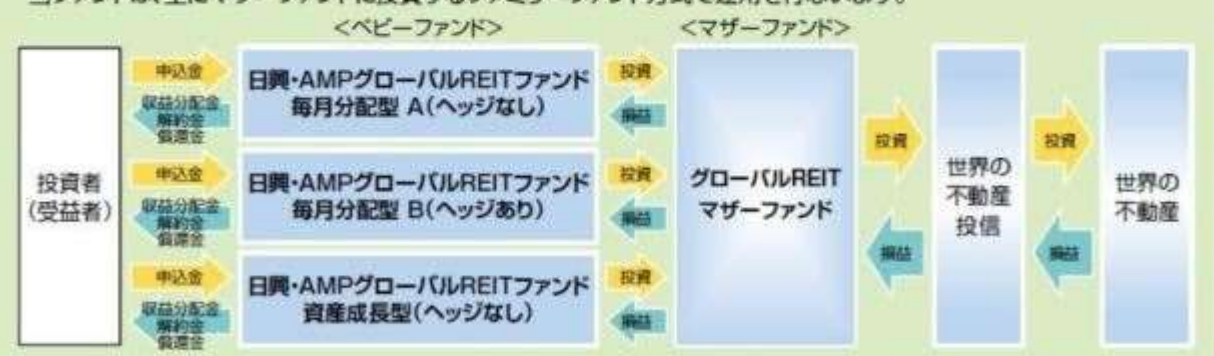 当ファンドは、主にマザーファンドに投資するファミリーファンド方式で運用を行ないます。
<ベビーファンド>
<マザーファンド>
投資者
(受益者)
申込金
収益分配金
解約金
償還金
日興・AMPグローバルREITファンド
毎月分配型 A(ヘッジなし)
投資
損益
申込金
収益分配金
解約金
償還金
日興・AMPグローバルREITファンド
毎月分配型 B(ヘッジあり)
投資
損益
申込金
収益分配金
解約金
償還金
日興・AMPグローバルREITファンド
資産成長型(ヘッジなし)
投資
損益
グローバルREIT
マザーファンド
投資
損益
世界の
不動産
投信
投資
損益
世界の
不動産